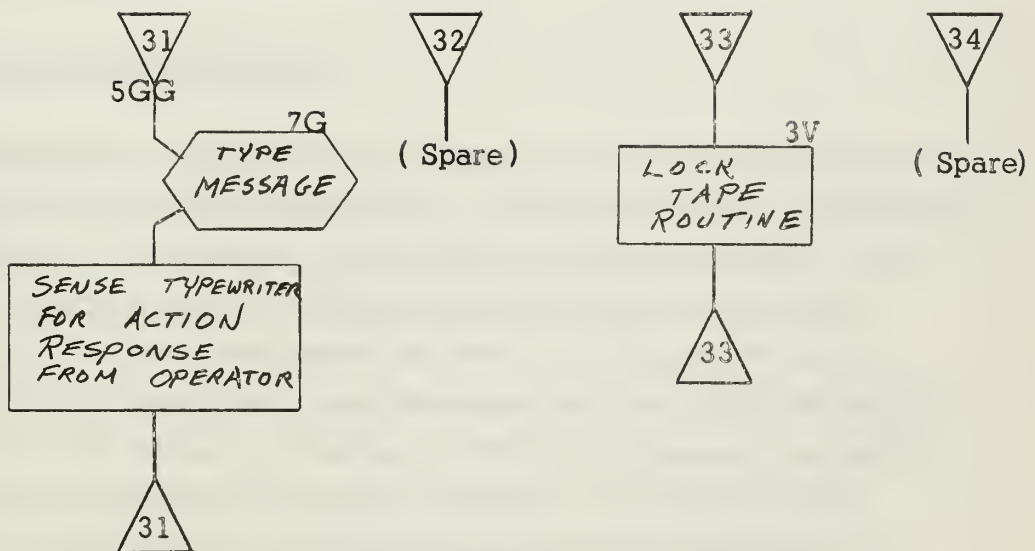 31
5GG
7G
TYPE
MESSAGE
SENSE TYPEWRITER
FOR ACTION
RESPONSE
FROM OPERATOR
31
32
( Spare )
33
3V
LOCK
TAPE
ROUTINE
33
34
( Spare )